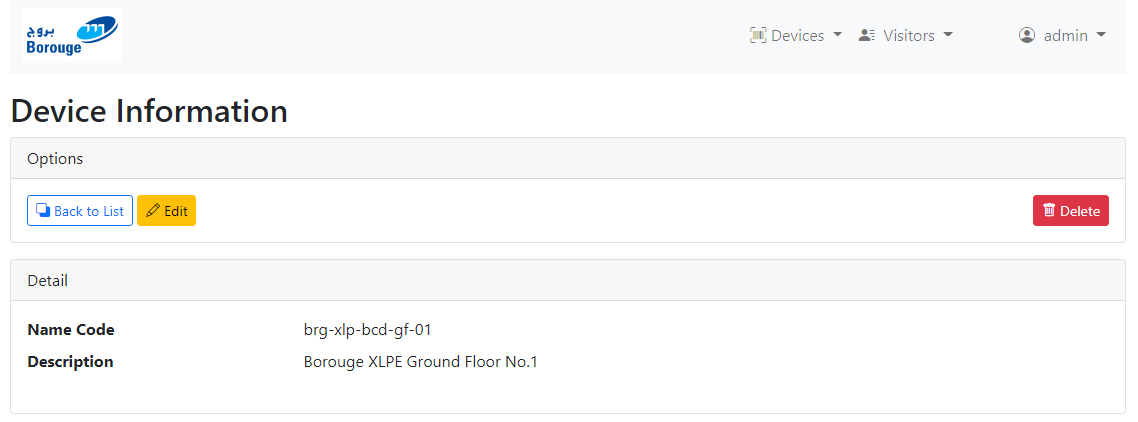 بروج
Borouge
Devices
Visitors
admin
Device Information
Options
Back to List
Edit
Delete
Detail
Name Code brg-xlp-bcd-gf-01
Description Borouge XLPE Ground Floor No.1